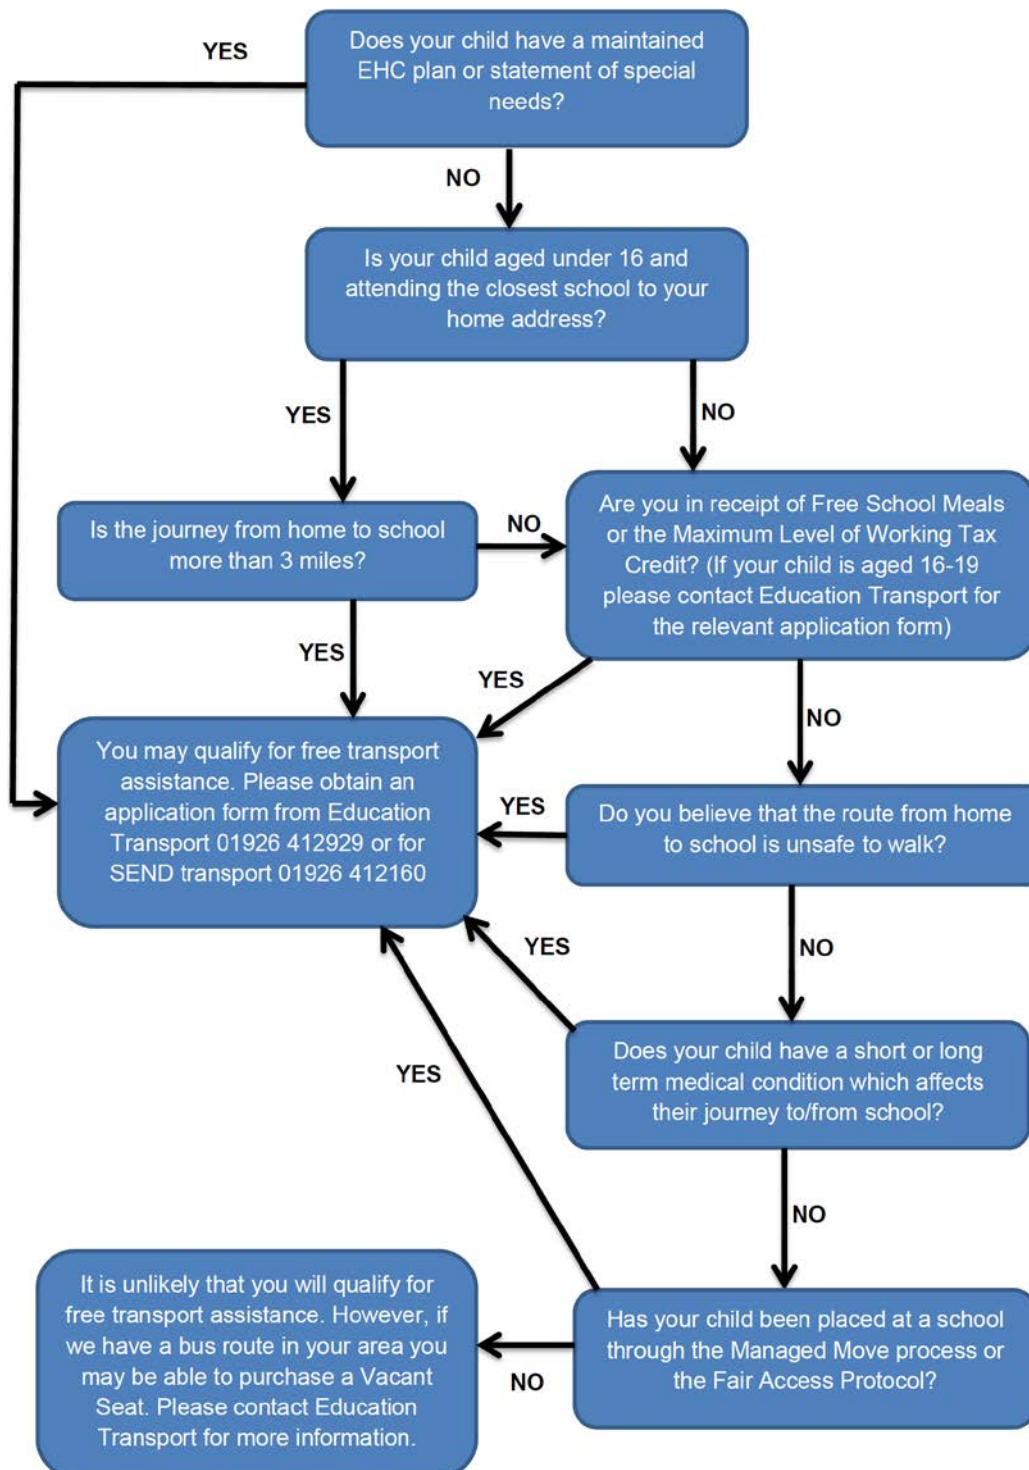 YES
Does your child have a maintained
EHC plan or statement of special
needs?
NO
Is your child aged under 16 and
attending the closest school to your
home address?
YES
NO
Is the journey from home to school
more than 3 miles?
NO
Are you in receipt of Free School Meals
or the Maximum Level of Working Tax
Credit? (If your child is aged 16-19
please contact Education Transport for
the relevant application form)
YES
YES
NO
You may qualify for free transport
assistance. Please obtain an
application form from Education
Transport 01926 412929 or for
SEND transport 01926 412160
YES
Do you believe that the route from home
to school is unsafe to walk?
YES
NO
Does your child have a short or long
term medical condition which affects
their journey to/from school?
YES
NO
It is unlikely that you will qualify for
free transport assistance. However, if
we have a bus route in your area you
may be able to purchase a Vacant
Seat. Please contact Education
Transport for more information.
NO
Has your child been placed at a school
through the Managed Move process or
the Fair Access Protocol?